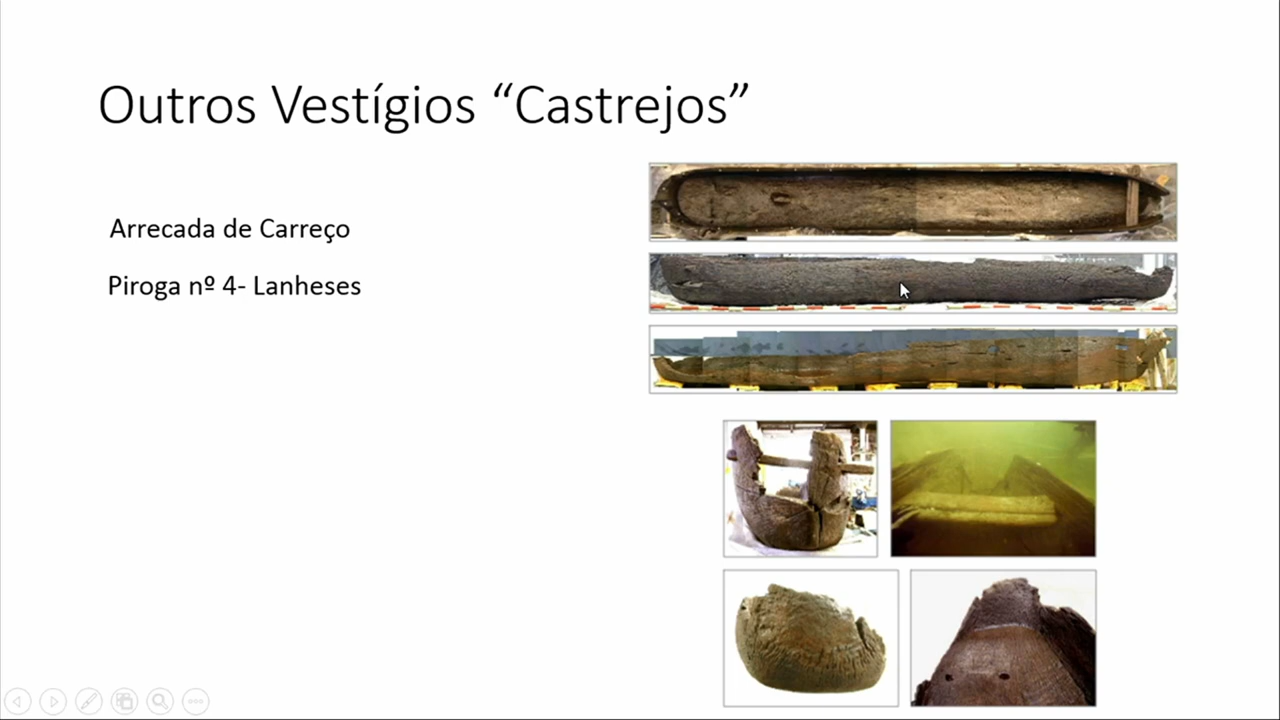 Outros Vestígios “Castrejos”
Arrecada de Carreço
Piroga nº 4- Lanheses